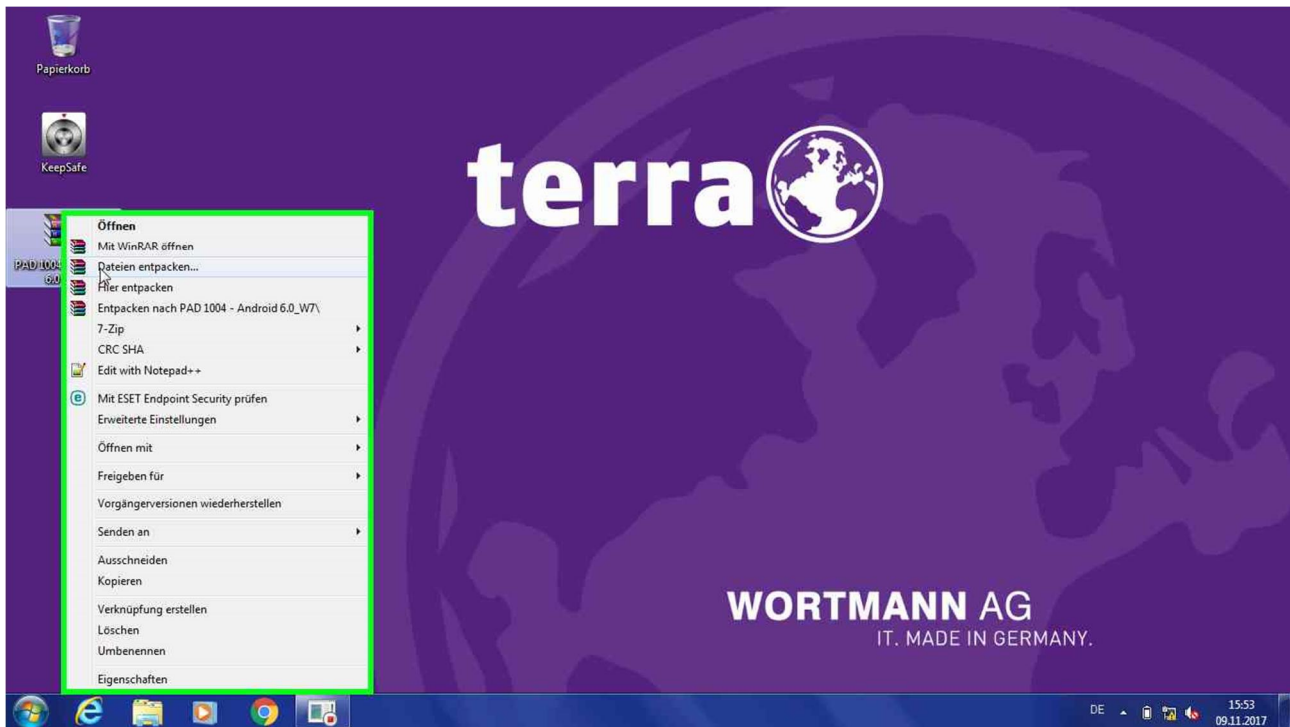 Papierkorb
KeepSafe
PAD 1004
6.0
Öffnen
Mit WinRAR öffnen
Dateien entpacken...
Hier entpacken
Entpacken nach PAD 1004 - Android 6.0_W7\
7-Zip
CRC SHA
Edit with Notepad++
Mit ESET Endpoint Security prüfen
Erweiterte Einstellungen
Öffnen mit
Freigeben für
Vorgängerversionen wiederherstellen
Senden an
Ausschneiden
Kopieren
Verknüpfung erstellen
Löschen
Umbenennen
Eigenschaften
terra
WORTMANN AG
IT. MADE IN GERMANY.
DE
15:53
09.11.2017